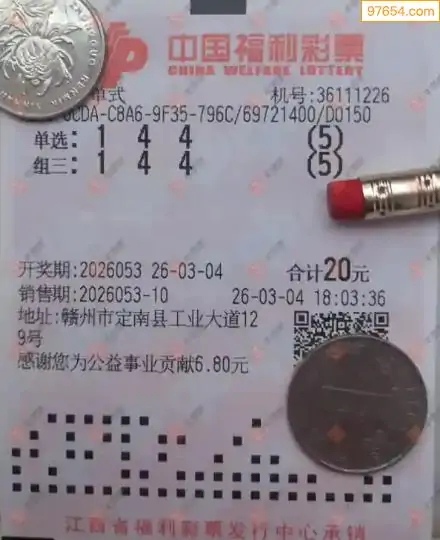 97654.com
中国福利彩票
CHINA WELFARE LOTTERY
单式 机号:36111226
CDA-C8A6-9F35-796C/69721400/D0150
单选: 1 4 4 (5)
组三: 1 4 4 (5)
开奖期:2026053 26-03-04 合计20元
销售期:2026053-10 26-03-04 18:03:36
地址:赣州市定南县工业大道12
9号
感谢您为公益事业贡献6.80元
江西省福利彩票发行中心承销